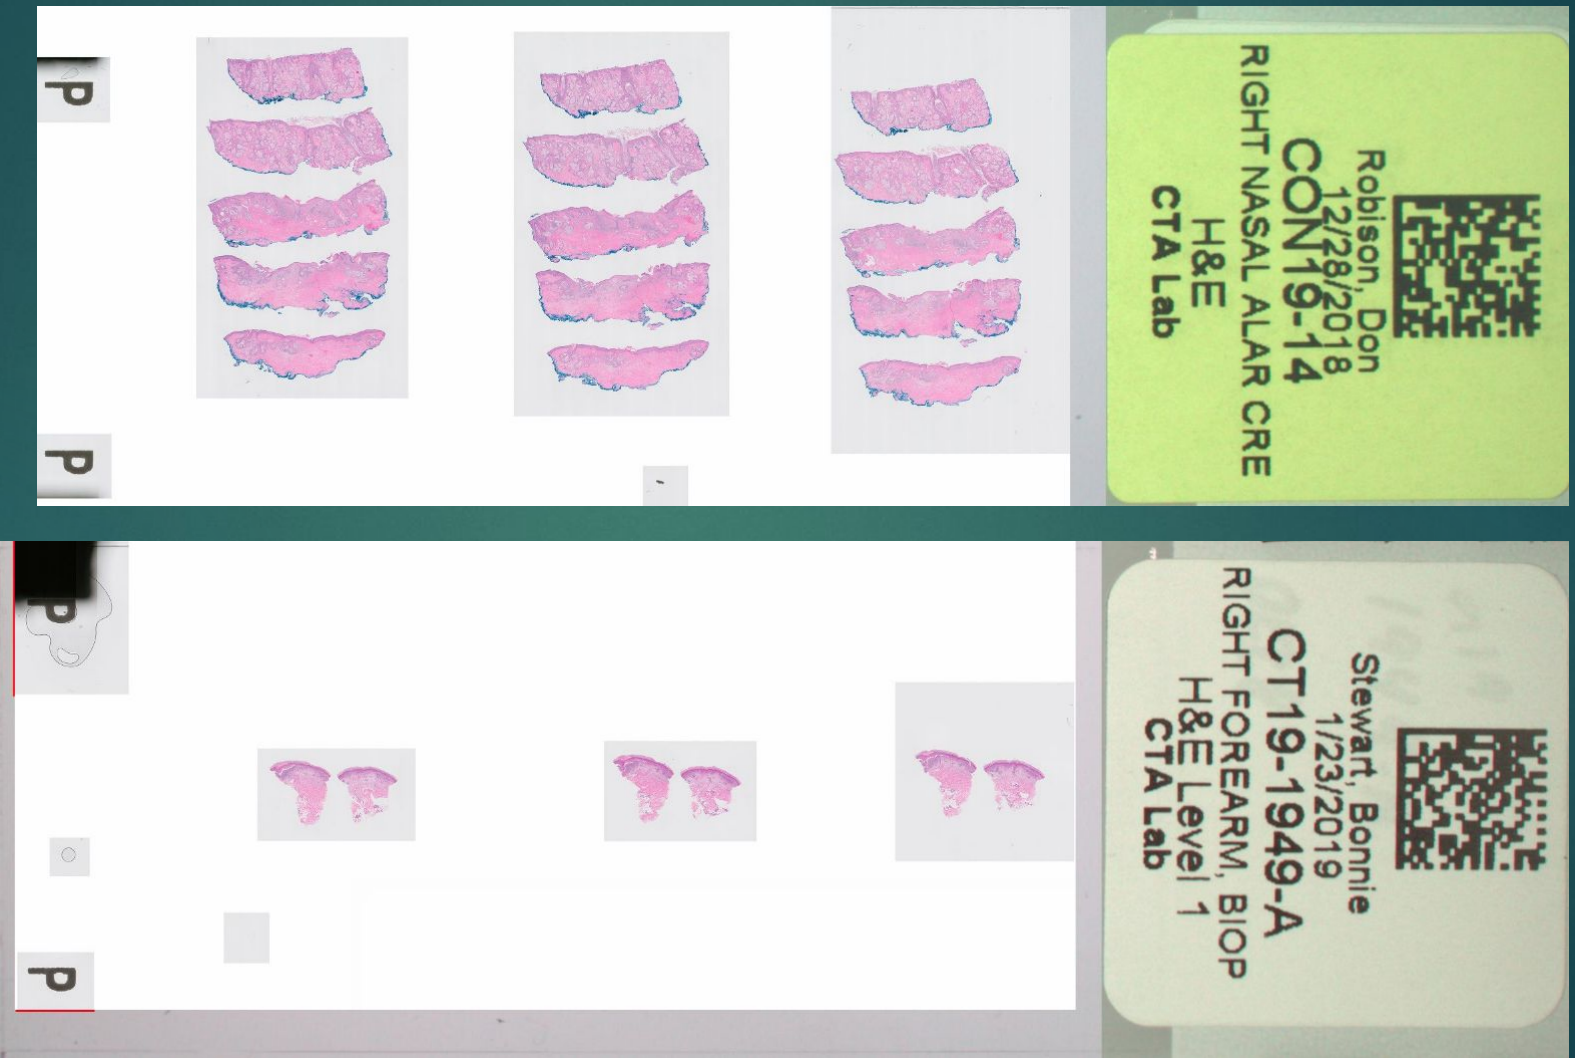 P
P
Robison, Don
12/28/2018
CON19-14
RIGHT NASAL ALAR CRE
H&E
CTA Lab
P
P
Stewart, Bonnie
1/23/2019
CT19-1949-A
RIGHT FOREARM, BIOP
H&E Level 1
CTA Lab